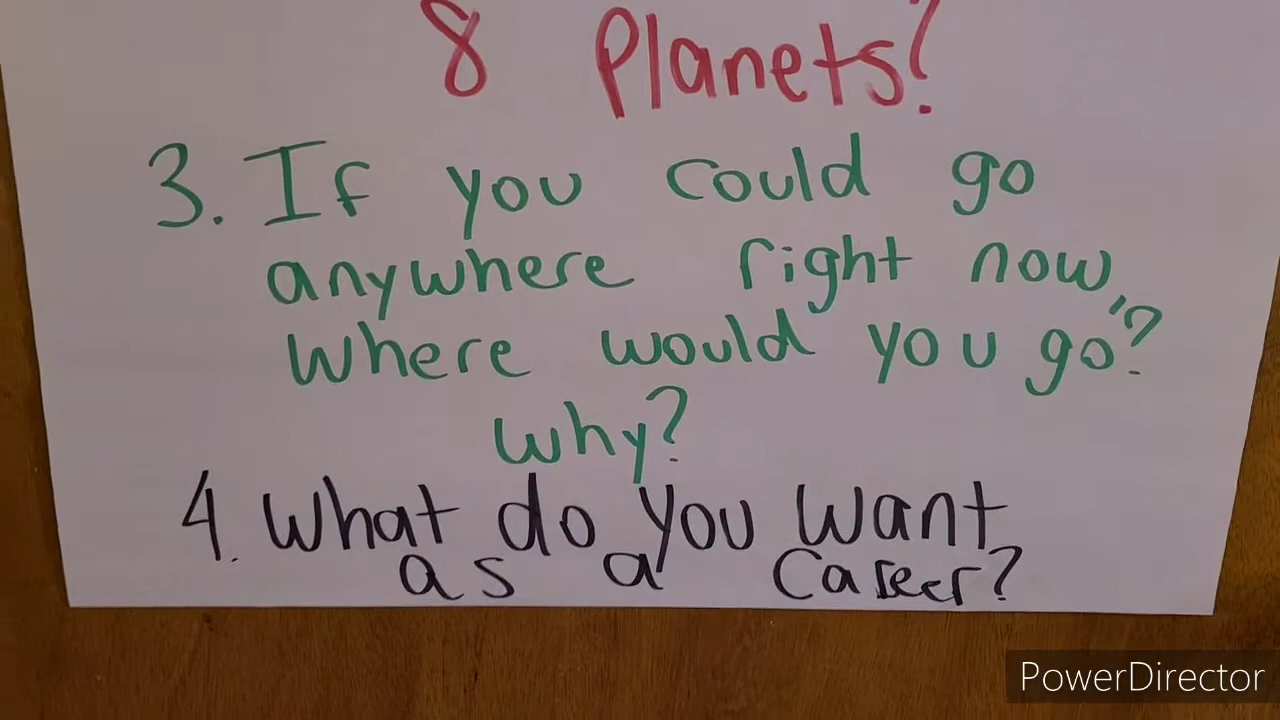 8 Planets?
3. If you could go
anywhere right now,
where would you go?
why?
4. What do you want
as a career?
PowerDirector